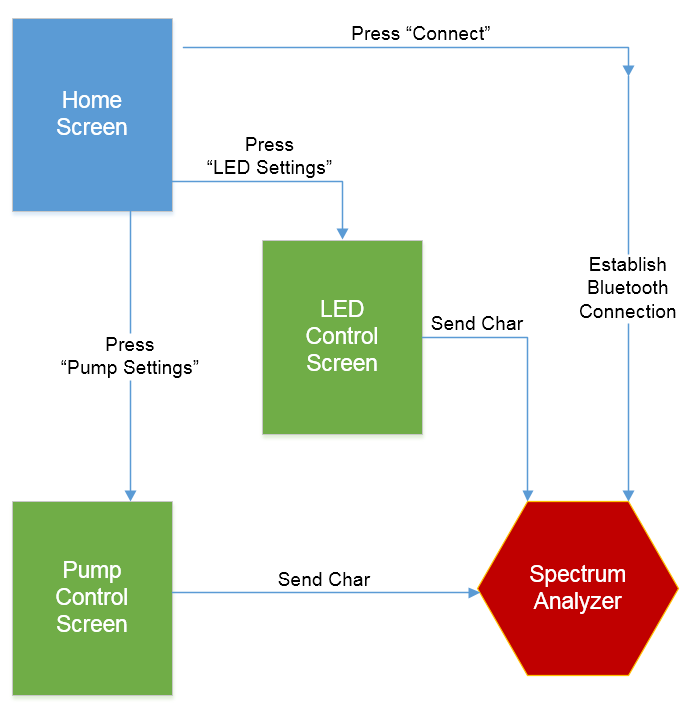 Press “Connect”
Home
Screen
Press
“LED Settings”
Establish
Bluetooth
Connection
LED
Control
Screen
Send Char
Press
“Pump Settings”
Pump
Control
Screen
Send Char
Spectrum
Analyzer